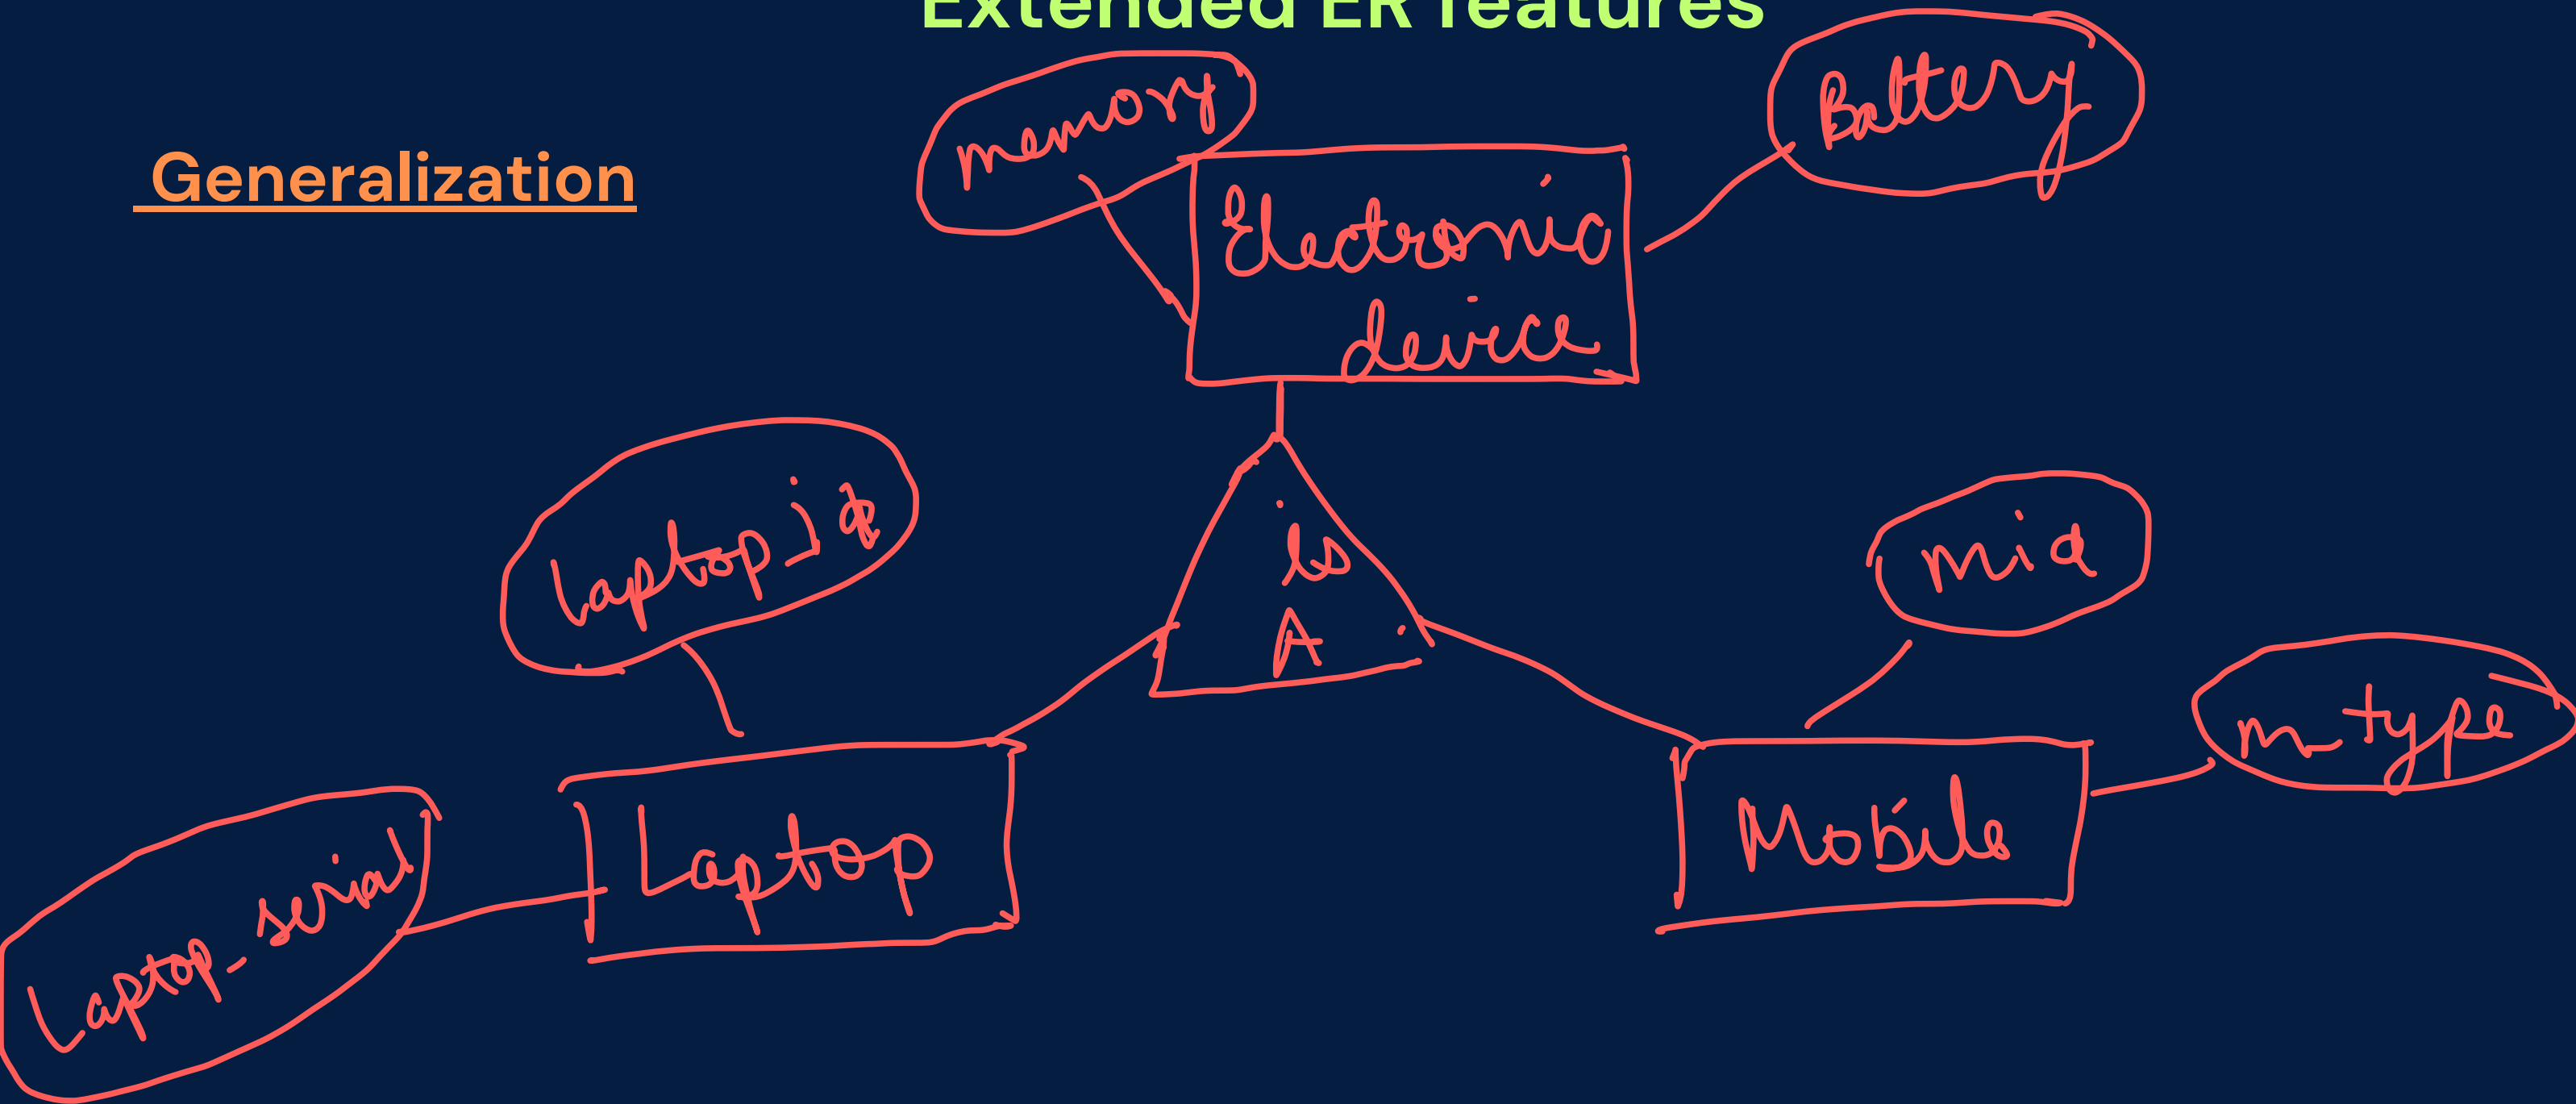 Extended ER features
Generalization
memory
Battery
Electronic
device
Laptop_id
is
A
mid
m_type
Laptop
Mobile
Laptop_serial